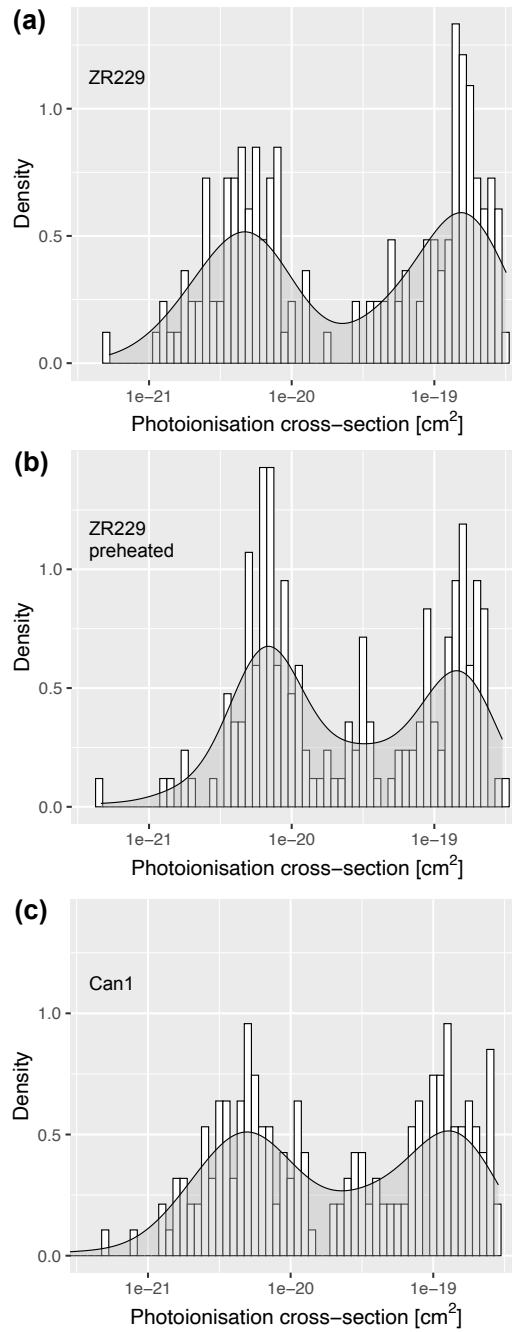 (a)
ZR229
Density
1.0
0.5
0.0
1e-21 1e-20 1e-19
Photoionisation cross-section [cm²]
(b)
ZR229
preheated
Density
1.0
0.5
0.0
1e-21 1e-20 1e-19
Photoionisation cross-section [cm²]
(c)
Can1
Density
1.0
0.5
0.0
1e-21 1e-20 1e-19
Photoionisation cross-section [cm²]